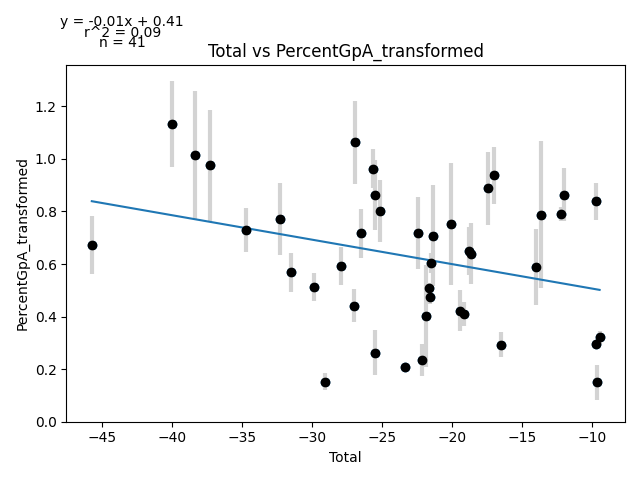 y = -0.01x + 0.41
r^2 = 0.09
n = 41
Total vs PercentGpA_transformed
PercentGpA_transformed
1.2
1.0
0.8
0.6
0.4
0.2
0.0
−45
−40
−35
−30
−25
−20
−15
−10
Total